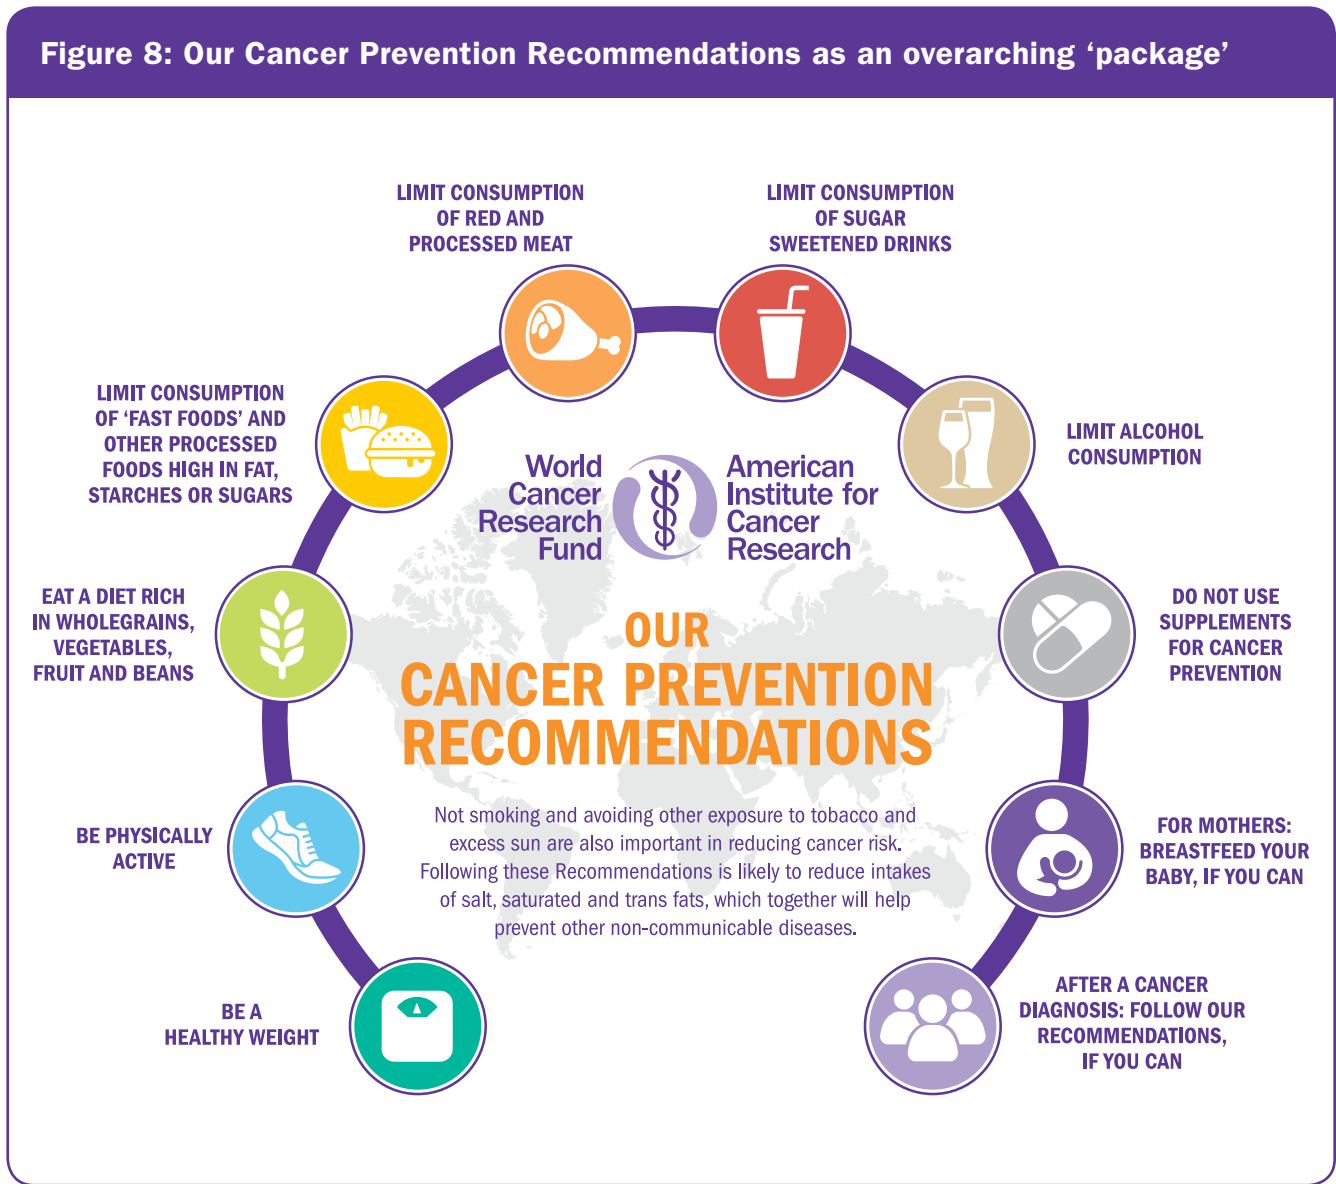 Figure 8: Our Cancer Prevention Recommendations as an overarching ‘package’
LIMIT CONSUMPTION
OF RED AND
PROCESSED MEAT
LIMIT CONSUMPTION
OF SUGAR
SWEETENED DRINKS
LIMIT CONSUMPTION
OF ‘FAST FOODS’ AND
OTHER PROCESSED
FOODS HIGH IN FAT,
STARCHES OR SUGARS
LIMIT ALCOHOL
CONSUMPTION
World
Cancer
Research
Fund
American
Institute for
Cancer
Research
EAT A DIET RICH
IN WHOLEGRAINS,
VEGETABLES,
FRUIT AND BEANS
DO NOT USE
SUPPLEMENTS
FOR CANCER
PREVENTION
OUR
CANCER PREVENTION
RECOMMENDATIONS
Not smoking and avoiding other exposure to tobacco and
excess sun are also important in reducing cancer risk.
Following these Recommendations is likely to reduce intakes
of salt, saturated and trans fats, which together will help
prevent other non-communicable diseases.
BE PHYSICALLY
ACTIVE
FOR MOTHERS:
BREASTFEED YOUR
BABY, IF YOU CAN
BE A
HEALTHY WEIGHT
AFTER A CANCER
DIAGNOSIS: FOLLOW OUR
RECOMMENDATIONS,
IF YOU CAN